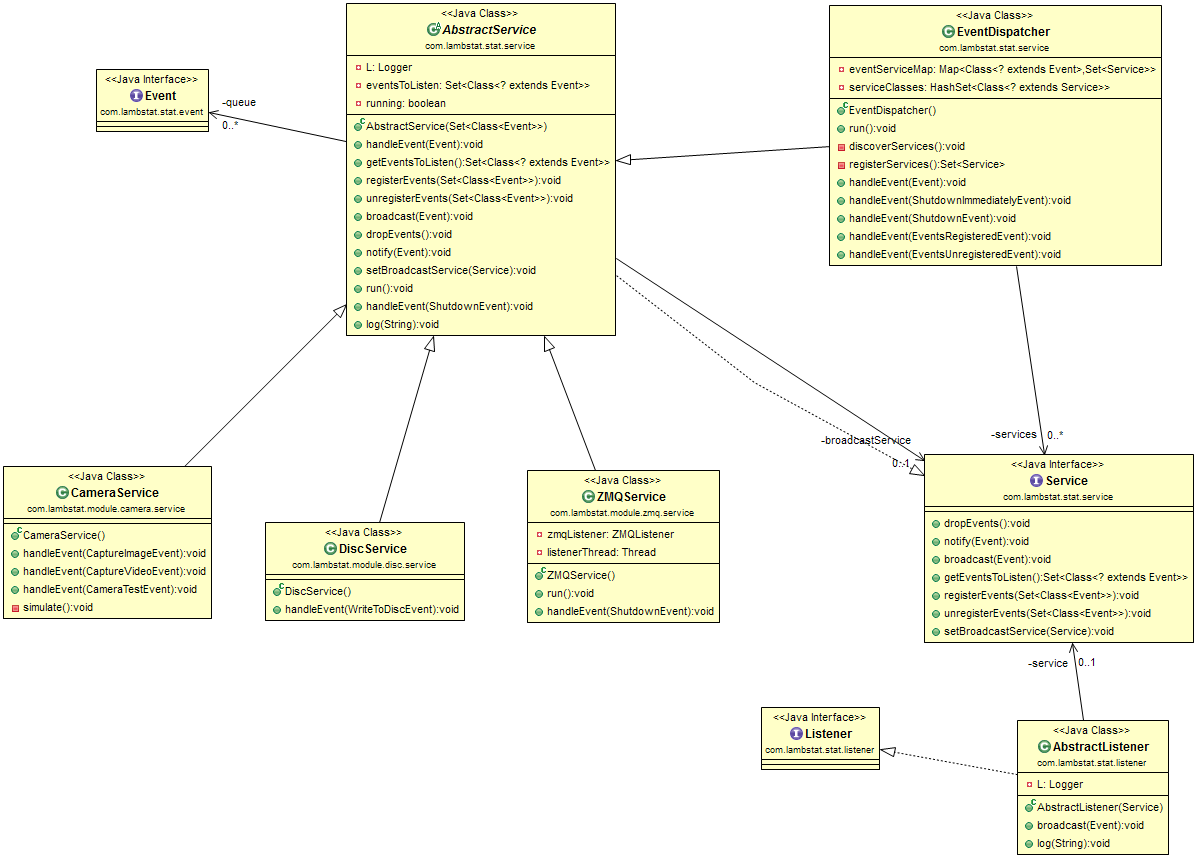 <<Java Class>>
AbstractService
com.lambstat.stat.service
L: Logger
eventsToListen: Set<Class<? extends Event>>
running: boolean
AbstractService(Set<Class<Event>>)
handleEvent(Event):void
getEventsToListen():Set<Class<? extends Event>>
registerEvents(Set<Class<Event>>):void
unregisterEvents(Set<Class<Event>>):void
broadcast(Event):void
dropEvents():void
notify(Event):void
setBroadcastService(Service):void
run():void
handleEvent(ShutdownEvent):void
log(String):void
<<Java Class>>
EventDispatcher
com.lambstat.stat.service
eventServiceMap: Map<Class<? extends Event>,Set<Service>>
serviceClasses: HashSet<Class<? extends Service>>
EventDispatcher()
run():void
discoverServices():void
registerServices():Set<Service>
handleEvent(Event):void
handleEvent(ShutdownImmediatelyEvent):void
handleEvent(ShutdownEvent):void
handleEvent(EventsRegisteredEvent):void
handleEvent(EventsUnregisteredEvent):void
<<Java Interface>>
Event
com.lambstat.stat.event
-queue
0..*
-broadcastService
0..1
-services
0..*
<<Java Class>>
CameraService
com.lambstat.module.camera.service
CameraService()
handleEvent(CaptureImageEvent):void
handleEvent(CaptureVideoEvent):void
handleEvent(CameraTestEvent):void
simulate():void
<<Java Class>>
DiscService
com.lambstat.module.disc.service
DiscService()
handleEvent(WriteToDiscEvent):void
<<Java Class>>
ZMQService
com.lambstat.module.zmq.service
zmqListener: ZMQListener
listenerThread: Thread
ZMQService()
run():void
handleEvent(ShutdownEvent):void
<<Java Interface>>
Service
com.lambstat.stat.service
dropEvents():void
notify(Event):void
broadcast(Event):void
getEventsToListen():Set<Class<? extends Event>>
registerEvents(Set<Class<Event>>):void
unregisterEvents(Set<Class<Event>>):void
setBroadcastService(Service):void
-service
0..1
<<Java Interface>>
Listener
com.lambstat.stat.listener
<<Java Class>>
AbstractListener
com.lambstat.stat.listener
L: Logger
AbstractListener(Service)
broadcast(Event):void
log(String):void